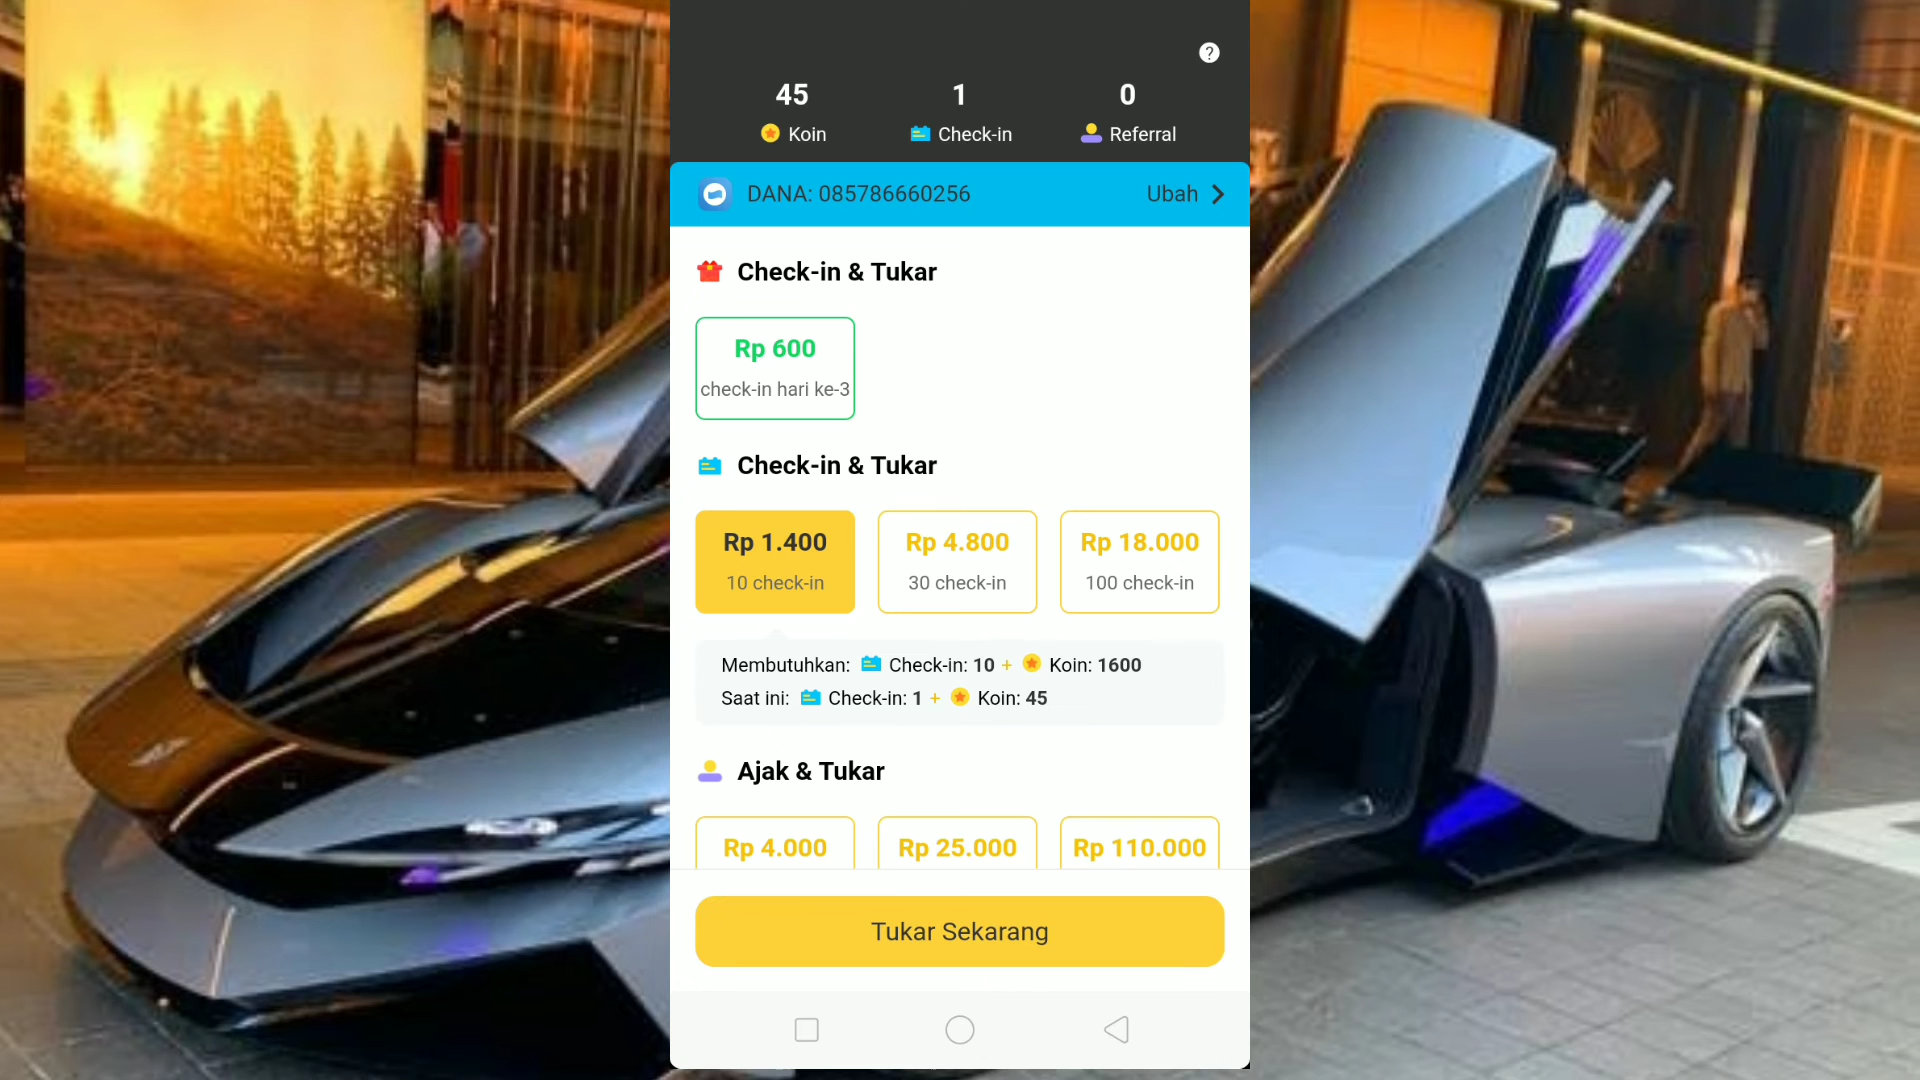 ?
45 1 0
Koin Check-in Referral
DANA: 085786660256 Ubah
Check-in & Tukar
Rp 600
check-in hari ke-3
Check-in & Tukar
Rp 1.400 Rp 4.800 Rp 18.000
10 check-in 30 check-in 100 check-in
Membutuhkan: Check-in: 10 + Koin: 1600
Saat ini: Check-in: 1 + Koin: 45
Ajak & Tukar
Rp 4.000 Rp 25.000 Rp 110.000
Tukar Sekarang